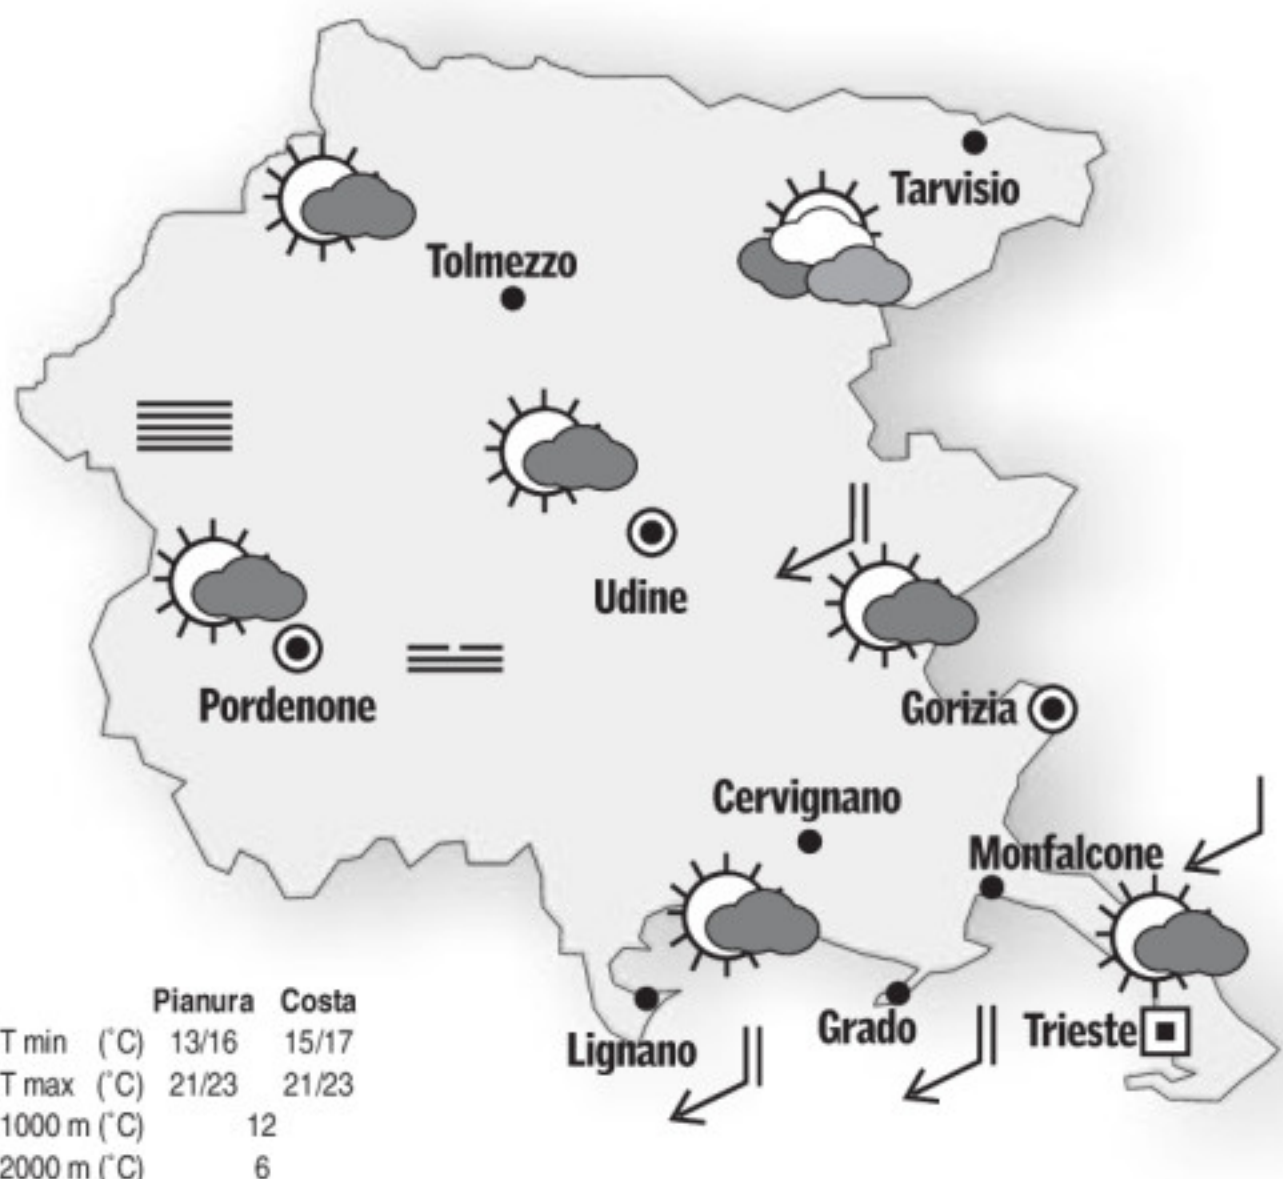 Tarvisio
Tolmezzo
Udine
Pordenone
Gorizia
Cervignano
Monfalcone
Grado
Trieste
Lignano
Pianura Costa
T min (°C) 13/16 15/17
T max (°C) 21/23 21/23
1000 m (°C) 12
2000 m (°C) 6